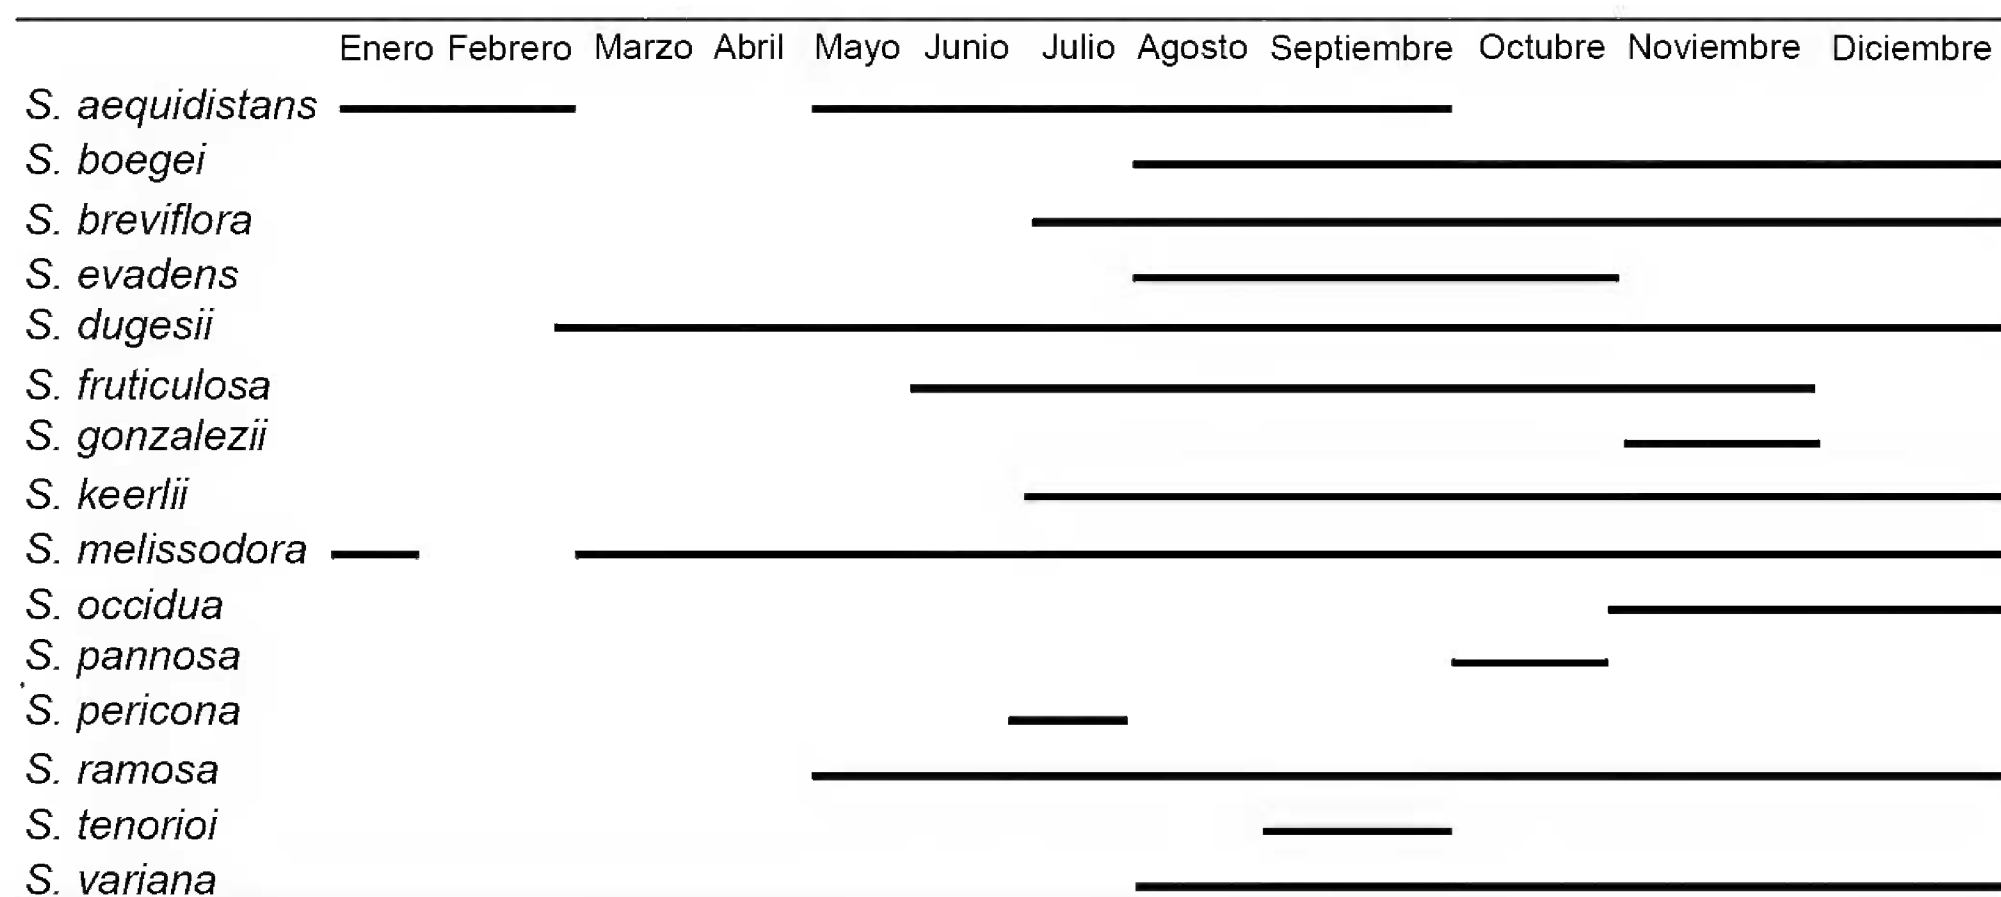 Enero Febrero Marzo Abril Mayo Junio Julio Agosto Septiembre Octubre Noviembre Diciembre
S. aequidistans
S. boegei
S. breviflora
S. evadens
S. dugesii
S. fruticulosa
S. gonzalezii
S. keerlii
S. melissodora
S. occidua
S. pannosa
S. pericona
S. ramosa
S. tenorioi
S. variana